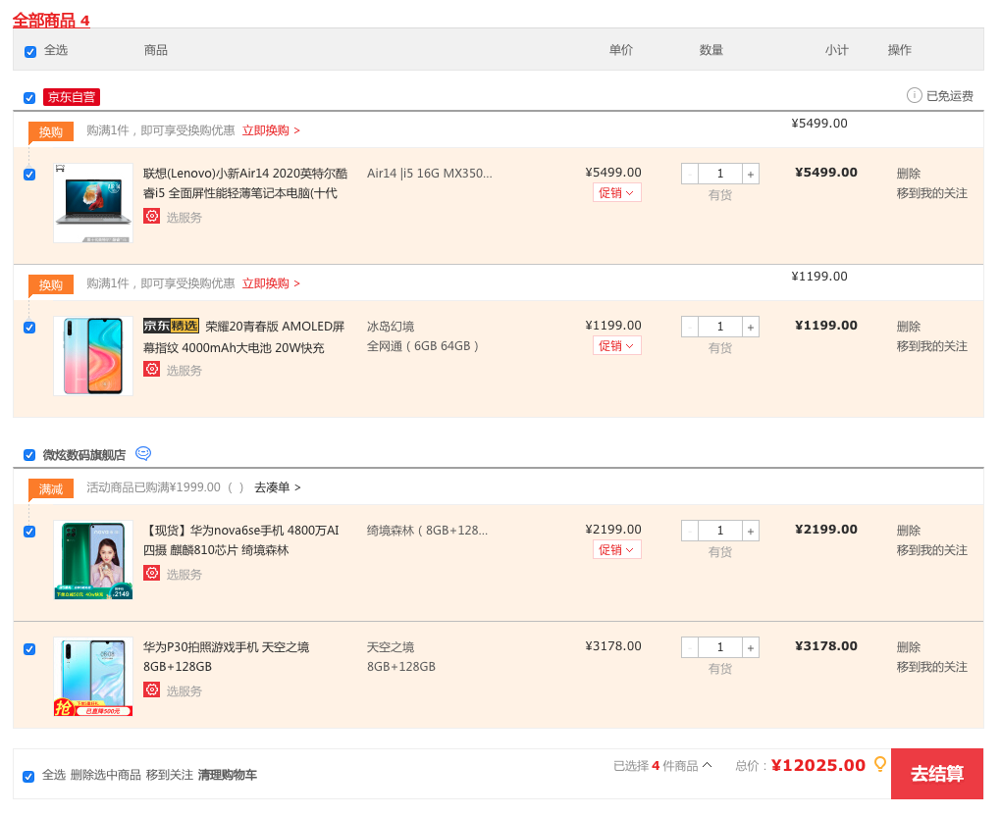 全部商品 4
全选 商品 单价 数量 小计 操作
京东自营 已免运费
换购 购满1件，即可享受换购优惠 立即换购 > ¥5499.00
联想(Lenovo)小新Air14 2020英特尔酷 Air14 |i5 16G MX350... ¥5499.00 - 1 + ¥5499.00 删除
睿i5 全面屏性能轻薄笔记本电脑(十代 促销 有货 移到我的关注
选服务
换购 购满1件，即可享受换购优惠 立即换购 > ¥1199.00
京东精选 荣耀20青春版 AMOLED屏 冰岛幻境 ¥1199.00 - 1 + ¥1199.00 删除
幕指纹 4000mAh大电池 20W快充 全网通（6GB 64GB） 促销 有货 移到我的关注
选服务
微炫数码旗舰店
满减 活动商品已购满¥1999.00（ ） 去凑单 >
【现货】华为nova6se手机 4800万AI 绮境森林（8GB+128... ¥2199.00 - 1 + ¥2199.00 删除
四摄 麒麟810芯片 绮境森林 促销 有货 移到我的关注
选服务
2149
华为P30拍照游戏手机 天空之境 天空之境 ¥3178.00 - 1 + ¥3178.00 删除
8GB+128GB 8GB+128GB 有货 移到我的关注
选服务
抢 已直降500元
全选 删除选中商品 移到关注 清理购物车 已选择 4 件商品 总价： ¥12025.00 去结算